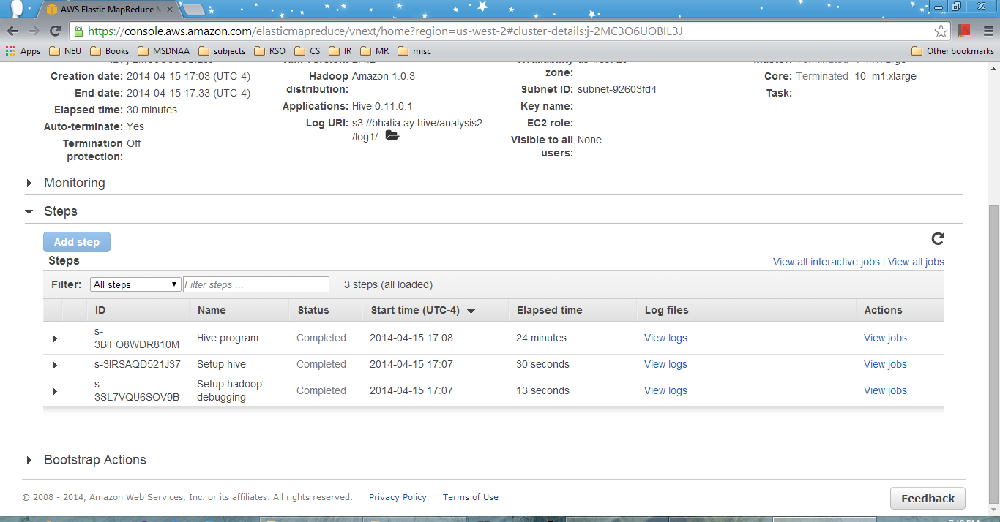 AWS Elastic MapReduce M
https://console.aws.amazon.com/elasticmapreduce/vnext/home?region=us-west-2#cluster-details:j-2MC3O6UOBIL3J
Apps NEU Books MSDNAA subjects RSO CS IR MR misc Other bookmarks
Creation date: 2014-04-15 17:03 (UTC-4)
End date: 2014-04-15 17:33 (UTC-4)
Elapsed time: 30 minutes
Auto-terminate: Yes
Termination protection: Off
Hadoop distribution: Amazon 1.0.3
Applications: Hive 0.11.0.1
Log URI: s3://bhatia.ay.hive/analysis2
/log1/
zone:
Subnet ID: subnet-92603fd4
Key name: --
EC2 role: --
Visible to all users: None
Core: Terminated 10 m1.xlarge
Task: --
Monitoring
Steps
Add step
Steps
View all interactive jobs | View all jobs
Filter: All steps Filter steps ... 3 steps (all loaded)
ID Name Status Start time (UTC-4) Elapsed time Log files Actions
s-3BIFO8WDR810M Hive program Completed 2014-04-15 17:08 24 minutes View logs View jobs
s-3IRSAQD521J37 Setup hive Completed 2014-04-15 17:07 30 seconds View logs View jobs
s-3SL7VQU6SOV9B Setup hadoop debugging Completed 2014-04-15 17:07 13 seconds View logs View jobs
Bootstrap Actions
© 2008 - 2014, Amazon Web Services, Inc. or its affiliates. All rights reserved. Privacy Policy Terms of Use
Feedback